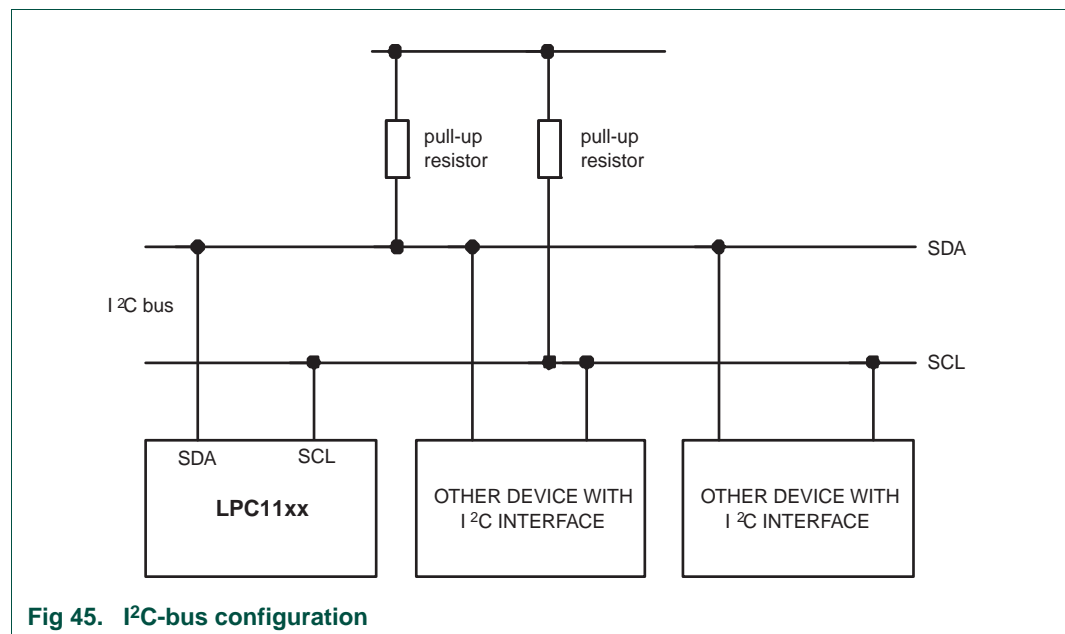 pull-up
resistor
pull-up
resistor
SDA
I ²C bus
SCL
SDA SCL
LPC11xx
OTHER DEVICE WITH
I ²C INTERFACE
OTHER DEVICE WITH
I ²C INTERFACE
Fig 45. I²C-bus configuration